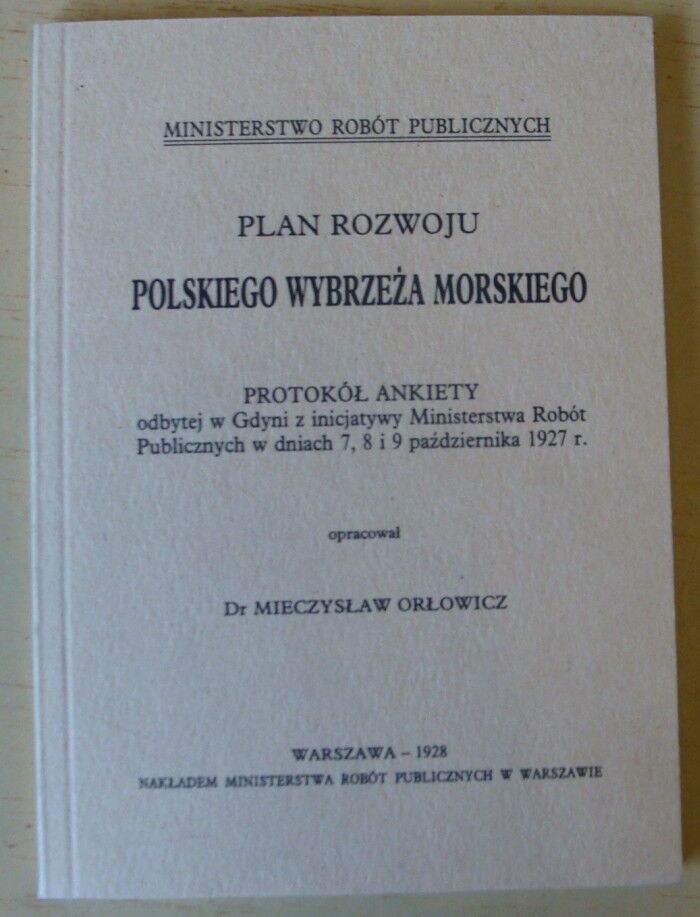 MINISTERSTWO ROBÓT PUBLICZNYCH
PLAN ROZWOJU
POLSKIEGO WYBRZEŻA MORSKIEGO
PROTOKÓŁ ANKIETY
odbytej w Gdyni z inicjatywy Ministerstwa Robót
Publicznych w dniach 7, 8 i 9 października 1927 r.
opracował
Dr MIECZYSŁAW ORŁOWICZ
WARSZAWA – 1928
NAKŁADEM MINISTERSTWA ROBÓT PUBLICZNYCH W WARSZAWIE